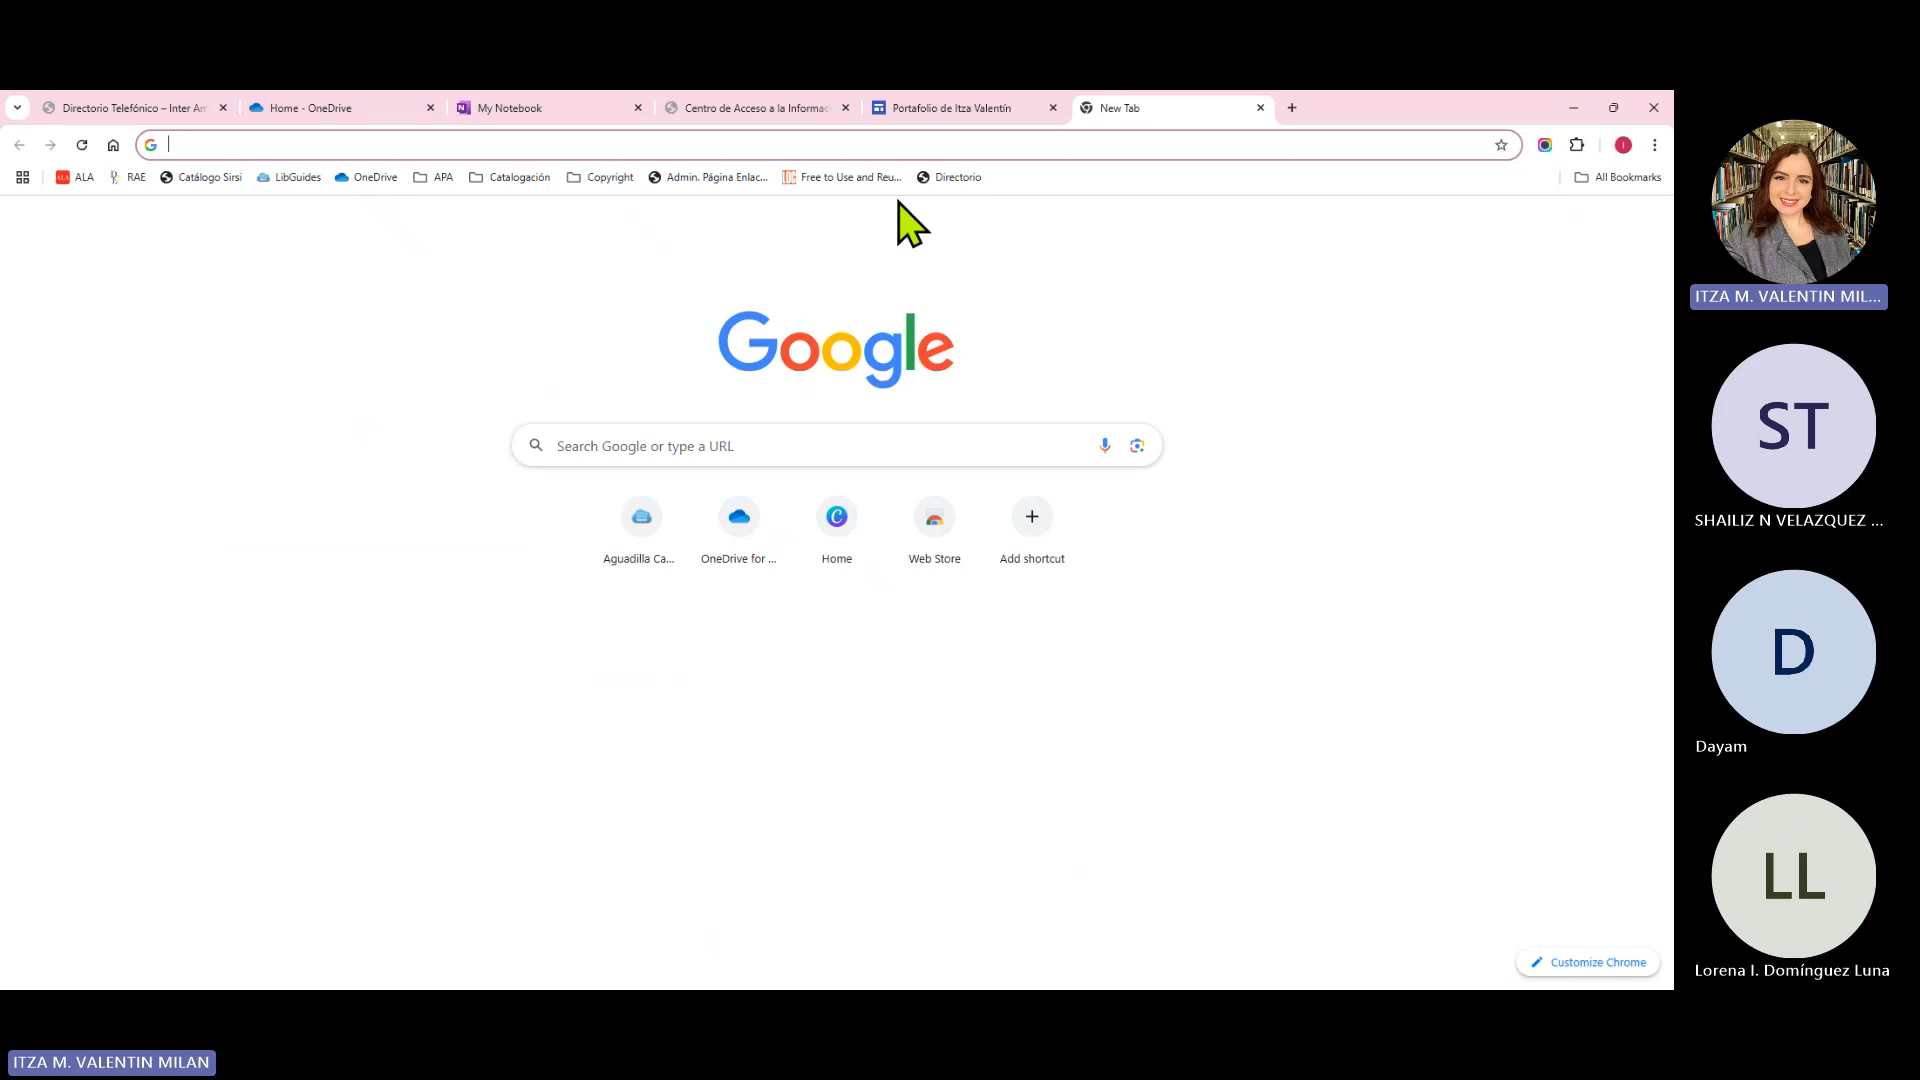 Directorio Telefónico – Inter Am
Home - OneDrive
My Notebook
Centro de Acceso a la Informac
Portafolio de Itza Valentín
New Tab
ALA
RAE
Catálogo Sirsi
LibGuides
OneDrive
APA
Catalogación
Copyright
Admin. Página Enlac...
Free to Use and Reu...
Directorio
All Bookmarks
Google
Search Google or type a URL
Aguadilla Ca...
OneDrive for ...
Home
Web Store
Add shortcut
Customize Chrome
ITZA M. VALENTIN MIL...
ST
SHAILIZ N VELAZQUEZ ...
D
Dayam
LL
Lorena I. Domínguez Luna
ITZA M. VALENTIN MILAN